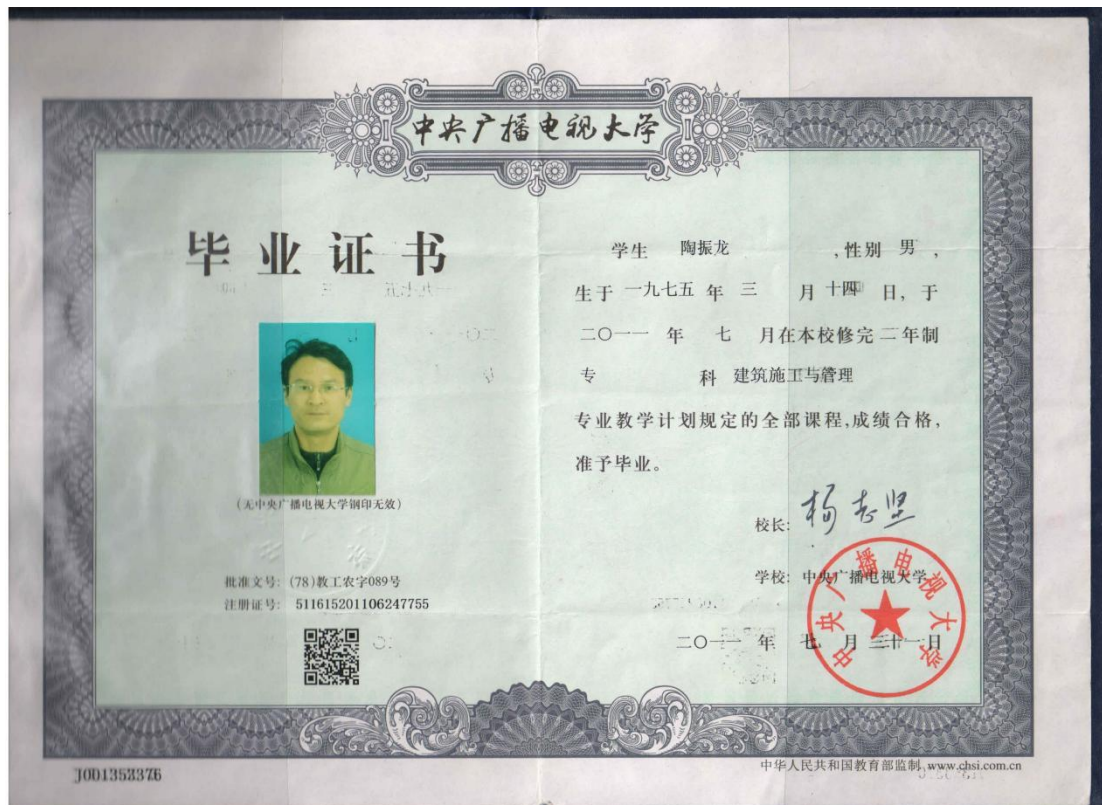 中央广播电视大学
毕业证书
(无中央广播电视大学钢印无效)
批准文号: (78)教工农字089号
注册证号: 511615201106247755
学生 陶振龙 ,性别 男 ,
生于 一九七五 年 三 月 十四 日, 于
二〇一一 年 七 月在本校修完 二年制
专 科 建筑施工与管理
专业教学计划规定的全部课程,成绩合格,
准予毕业。
校长: 杨志坚
学校: 中央广播电视大学
中央广播电视大学
二〇一一 年 七 月 三十一日
中华人民共和国教育部监制 www.chsi.com.cn